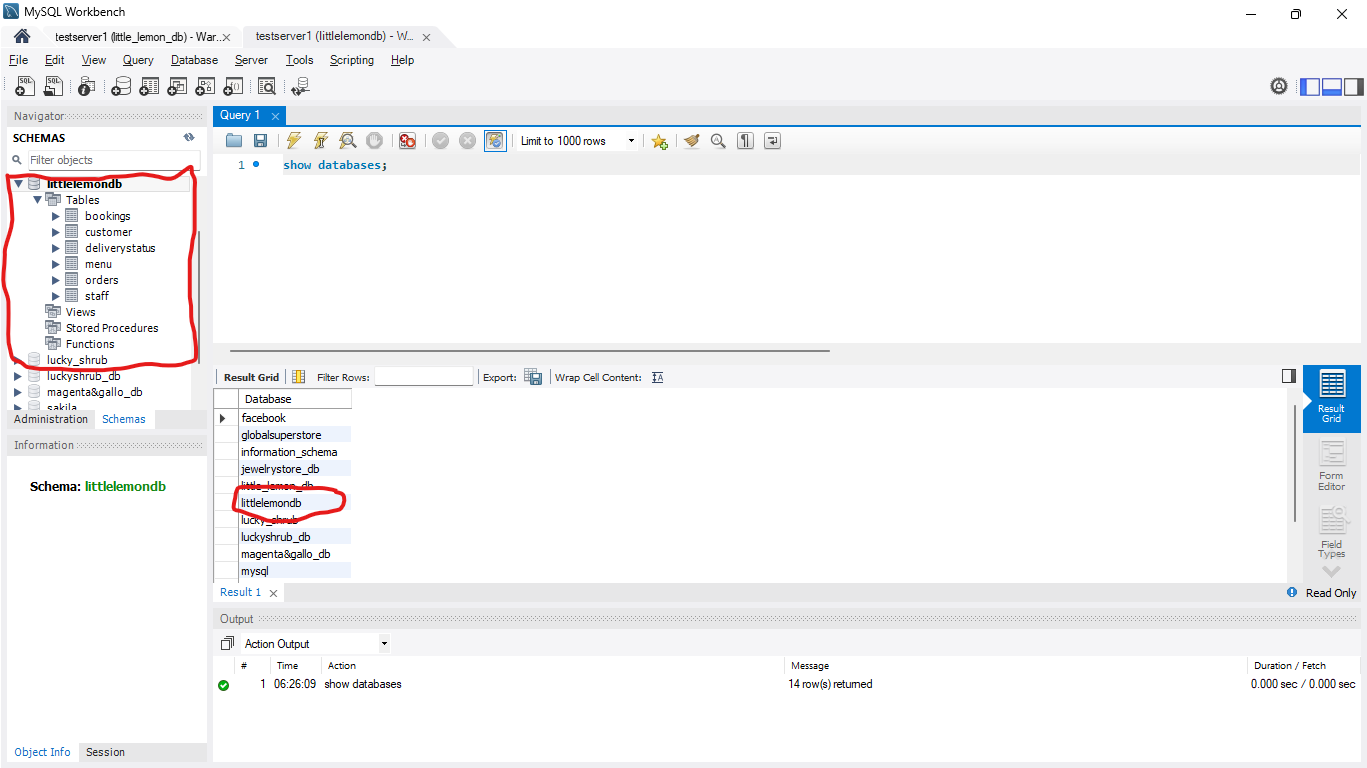 MySQL Workbench
testserver1 (little_lemon_db) - War...
testserver1 (littlelemondb) - W...
File Edit View Query Database Server Tools Scripting Help
Navigator
SCHEMAS
Filter objects
littlelemondb
Tables
bookings
customer
deliverystatus
menu
orders
staff
Views
Stored Procedures
Functions
lucky_shrub
luckyshrub_db
magenta&gallo_db
sakila
Administration Schemas
Information
Schema: littlelemondb
Object Info Session
Query 1
Limit to 1000 rows
1 show databases;
Result Grid Filter Rows: Export: Wrap Cell Content:
Database
facebook
globalsuperstore
information_schema
jewelrystore_db
little_lemon_db
littlelemondb
lucky_shrub
luckyshrub_db
magenta&gallo_db
mysql
Result
Grid
Form
Editor
Field
Types
Result 1
Read Only
Output
Action Output
# Time Action Message Duration / Fetch
1 06:26:09 show databases 14 row(s) returned 0.000 sec / 0.000 sec